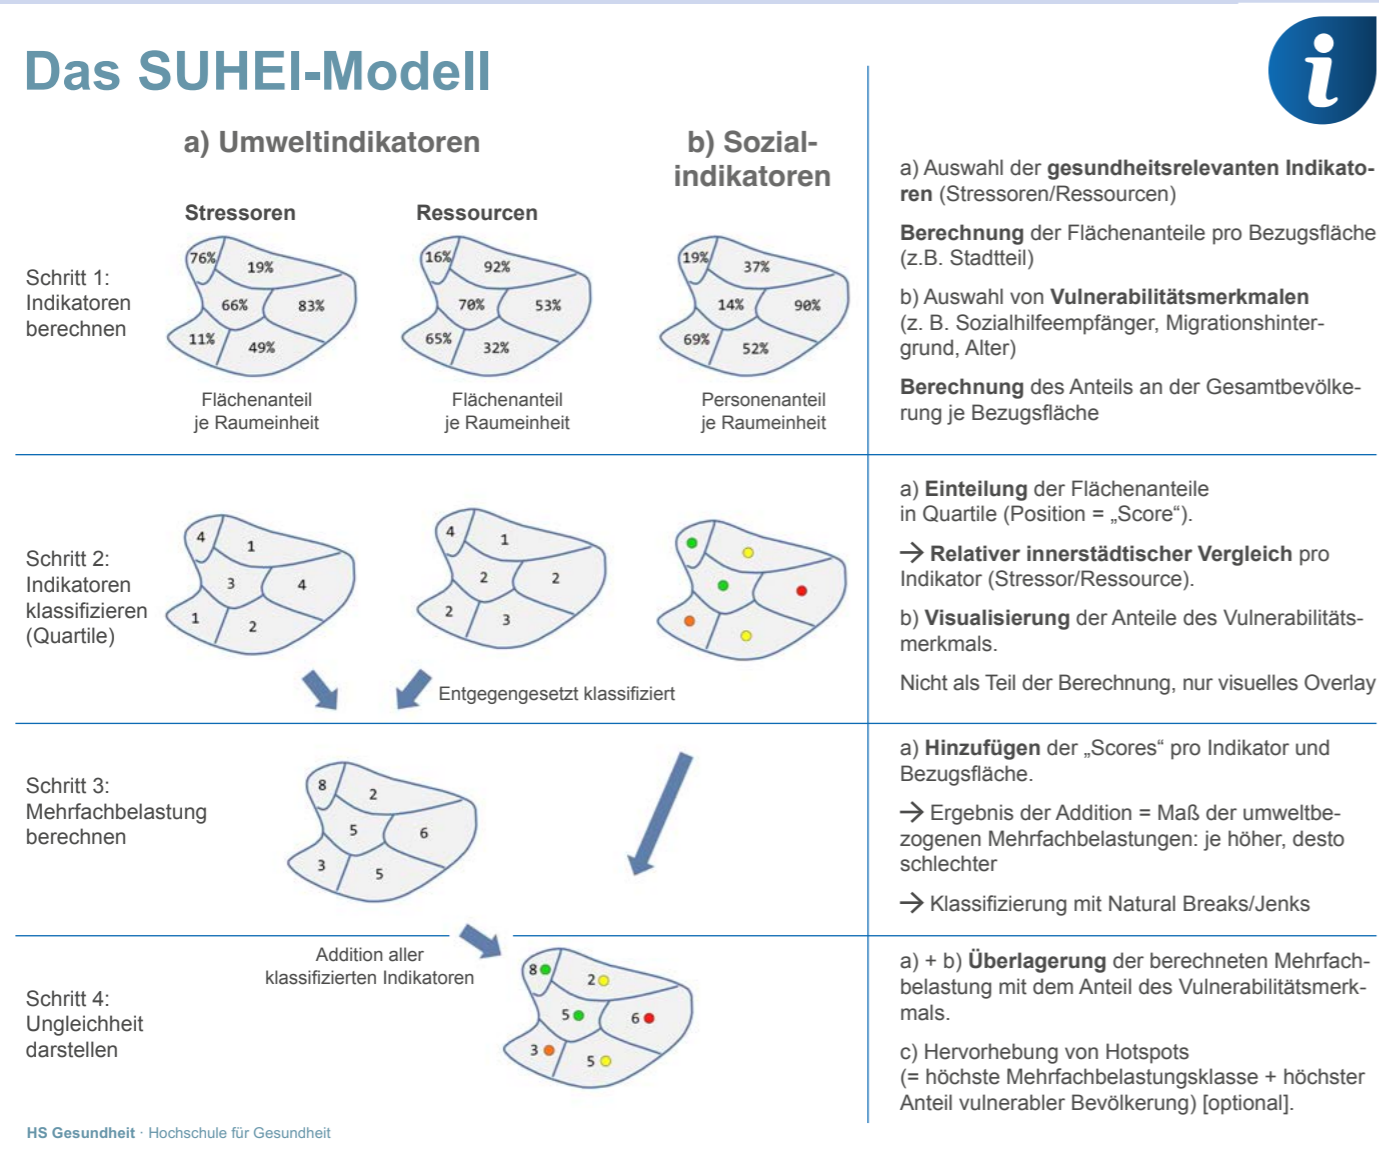 Das SUHEI-Modell
i
a) Umweltindikatoren
b) Sozial-
indikatoren
Stressoren
Ressourcen
Schritt 1:
Indikatoren
berechnen
76%
19%
66%
83%
11%
49%
16%
92%
70%
53%
65%
32%
19%
37%
14%
90%
69%
52%
Flächenanteil
je Raumeinheit
Flächenanteil
je Raumeinheit
Personenanteil
je Raumeinheit
a) Auswahl der gesundheitsrelevanten Indikato-
ren (Stressoren/Ressourcen)
Berechnung der Flächenanteile pro Bezugsfläche
(z.B. Stadtteil)
b) Auswahl von Vulnerabilitätsmerkmalen
(z. B. Sozialhilfeempfänger, Migrationshinter-
grund, Alter)
Berechnung des Anteils an der Gesamtbevölke-
rung je Bezugsfläche
Schritt 2:
Indikatoren
klassifizieren
(Quartile)
4
1
3
4
1
2
4
1
2
2
2
3
Entgegengesetzt klassifiziert
a) Einteilung der Flächenanteile
in Quartile (Position = „Score“).
→ Relativer innerstädtischer Vergleich pro
Indikator (Stressor/Ressource).
b) Visualisierung der Anteile des Vulnerabilitäts-
merkmals.
Nicht als Teil der Berechnung, nur visuelles Overlay
Schritt 3:
Mehrfachbelastung
berechnen
8
2
5
6
3
5
a) Hinzufügen der „Scores“ pro Indikator und
Bezugsfläche.
→ Ergebnis der Addition = Maß der umweltbe-
zogenen Mehrfachbelastungen: je höher, desto
schlechter
→ Klassifizierung mit Natural Breaks/Jenks
Addition aller
klassifizierten Indikatoren
Schritt 4:
Ungleichheit
darstellen
8
2
5
6
3
5
a) + b) Überlagerung der berechneten Mehrfach-
belastung mit dem Anteil des Vulnerabilitätsmerk-
mals.
c) Hervorhebung von Hotspots
(= höchste Mehrfachbelastungsklasse + höchster
Anteil vulnerabler Bevölkerung) [optional].
HS Gesundheit · Hochschule für Gesundheit